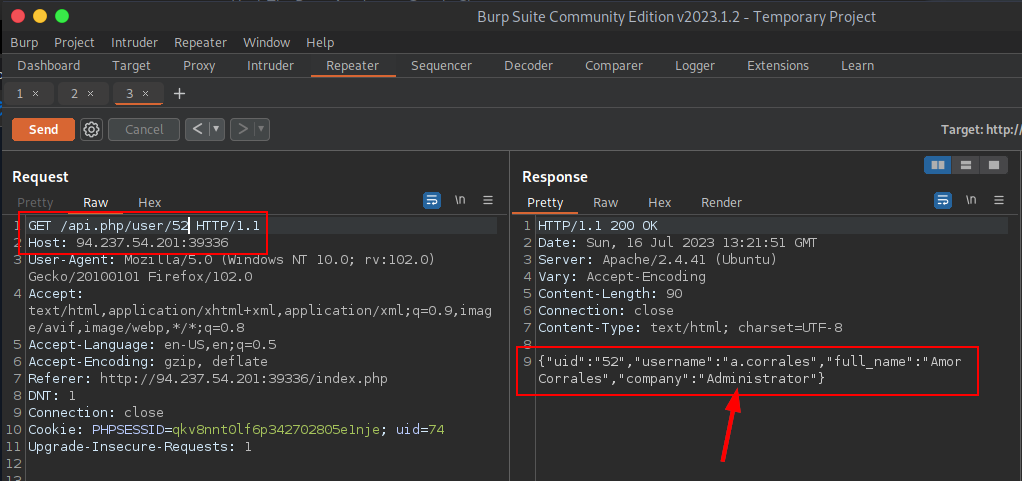 Burp Suite Community Edition v2023.1.2 - Temporary Project
Burp Project Intruder Repeater Window Help
Dashboard Target Proxy Intruder Repeater Sequencer Decoder Comparer Logger Extensions Learn
1 × 2 × 3 × +
Send Cancel < > Target: http:/
Request
Pretty Raw Hex \n
1 GET /api.php/user/52 HTTP/1.1
2 Host: 94.237.54.201:39336
3 User-Agent: Mozilla/5.0 (Windows NT 10.0; rv:102.0)
Gecko/20100101 Firefox/102.0
4 Accept:
text/html,application/xhtml+xml,application/xml;q=0.9,imag
e/avif,image/webp,*/*;q=0.8
5 Accept-Language: en-US,en;q=0.5
6 Accept-Encoding: gzip, deflate
7 Referer: http://94.237.54.201:39336/index.php
8 DNT: 1
9 Connection: close
10 Cookie: PHPSESSID=qkv8nnt0lf6p342702805e1nje; uid=74
11 Upgrade-Insecure-Requests: 1
12
13
Response
Pretty Raw Hex Render \n
1 HTTP/1.1 200 OK
2 Date: Sun, 16 Jul 2023 13:21:51 GMT
3 Server: Apache/2.4.41 (Ubuntu)
4 Vary: Accept-Encoding
5 Content-Length: 90
6 Connection: close
7 Content-Type: text/html; charset=UTF-8
8
9 {"uid":"52","username":"a.corrales","full_name":"Amor
Corrales","company":"Administrator"}